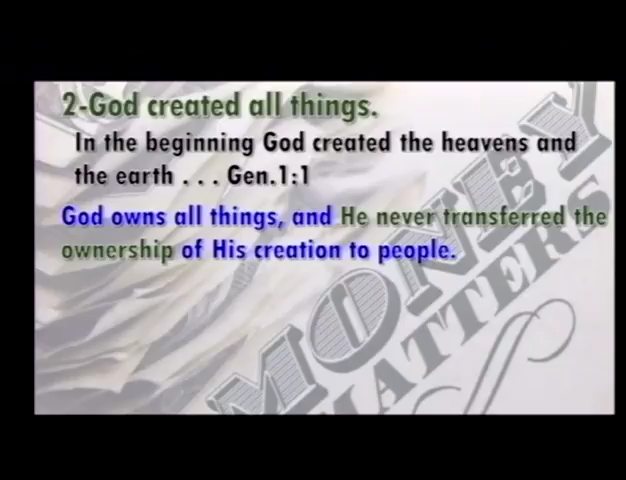 2-God created all things.
In the beginning God created the heavens and
the earth . . . Gen.1:1
God owns all things, and He never transferred the
ownership of His creation to people.
MONEY
MATTERS